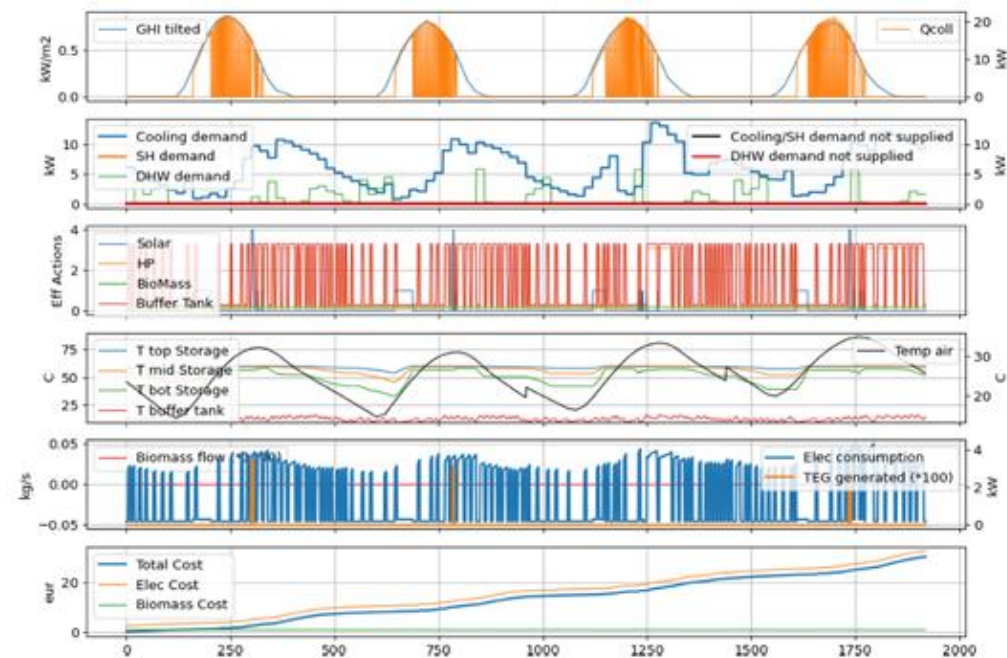 GHI tilted
Qcoll
kW/m2
0.5
0.0
20
10
0
kW
Cooling demand
SH demand
DHW demand
Cooling/SH demand not supplied
DHW demand not supplied
kW
10
5
0
10
5
0
kW
Solar
HP
BioMass
Buffer Tank
Eff Actions
4
2
0
T top Storage
T mid Storage
T bot Storage
T buffer tank
Temp air
C
75
50
25
30
20
C
Elec consumption
TEG generated (*100)
Biomass flow
kg/s
0.05
0.00
−0.05
4
2
0
kW
Total Cost
Elec Cost
Biomass Cost
eur
20
0
0 250 500 750 1000 1250 1500 1750 2000